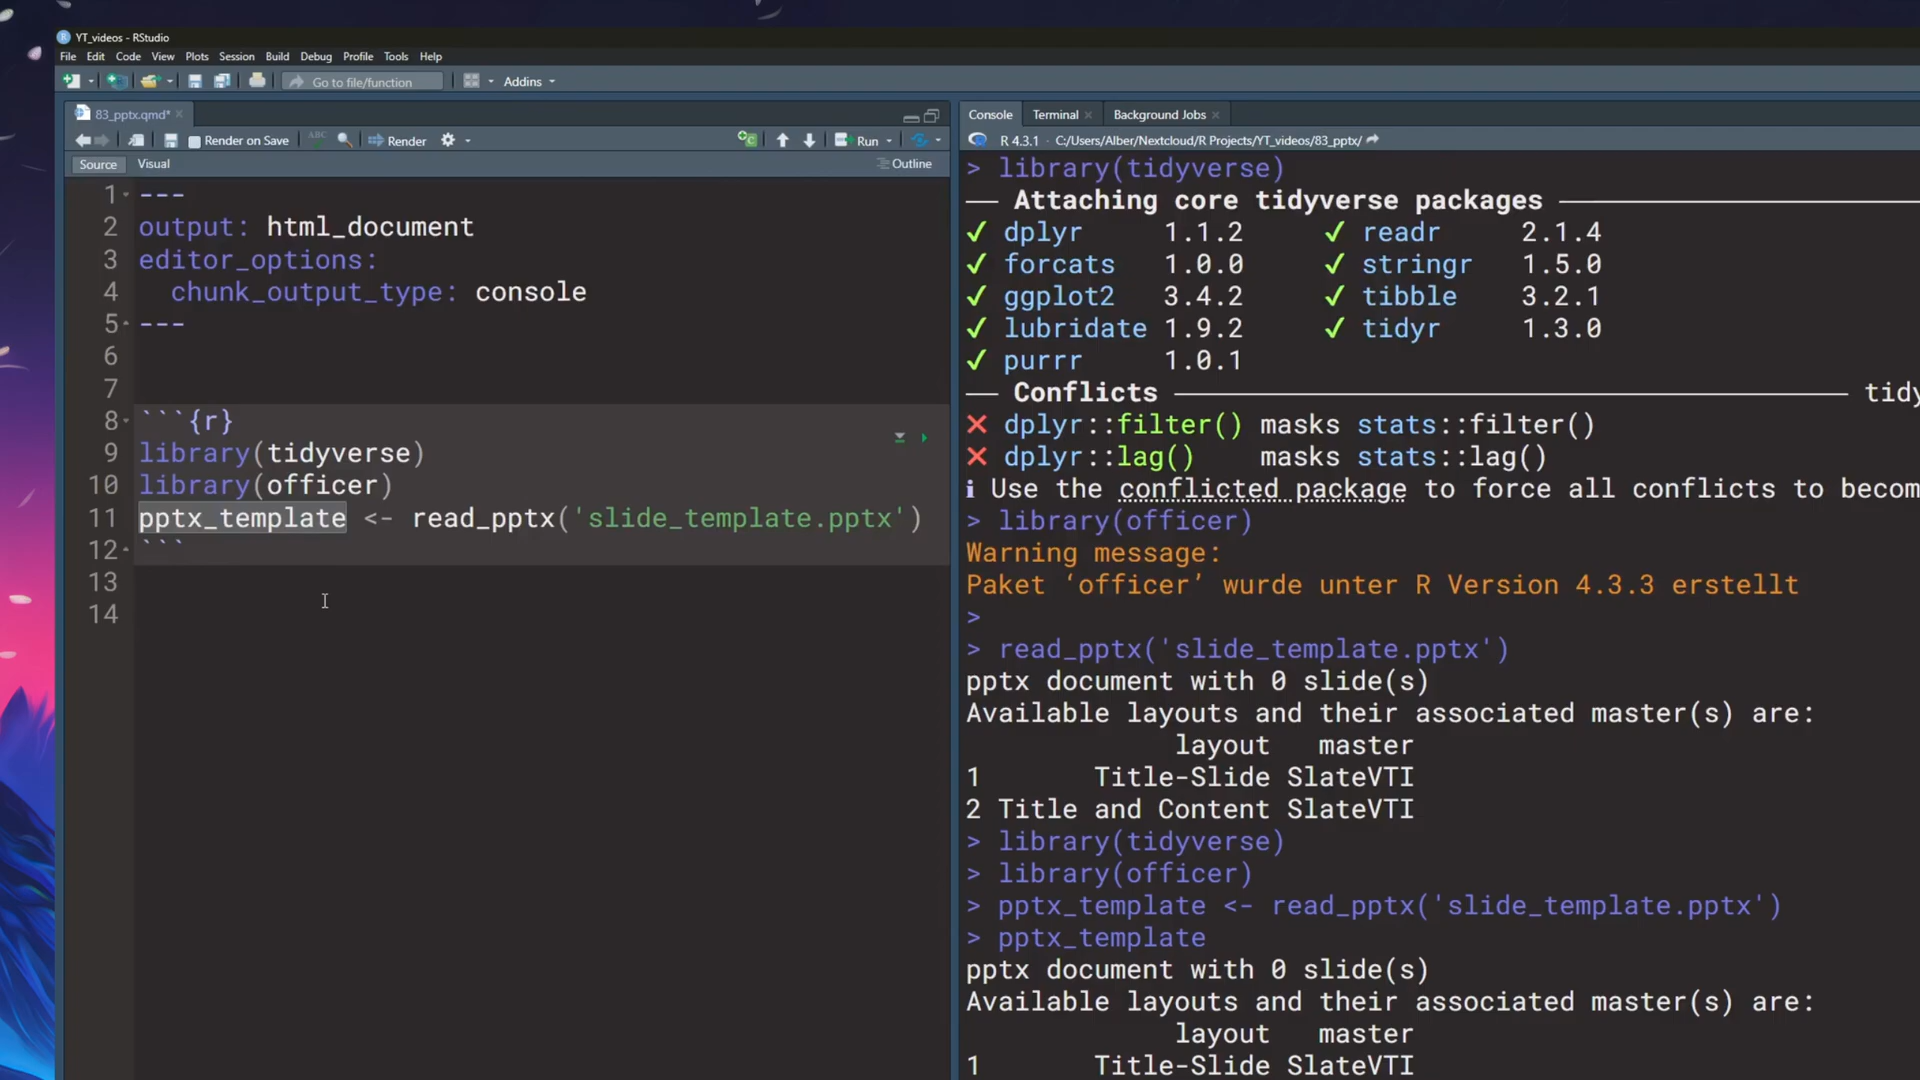 YT_videos - RStudio
File Edit Code View Plots Session Build Debug Profile Tools Help
Go to file/function Addins
83_pptx.qmd*
Render on Save ABC Render Run
Source Visual Outline
1 ---
2 output: html_document
3 editor_options:
4 chunk_output_type: console
5 ---
6
7
8 ```{r}
9 library(tidyverse)
10 library(officer)
11 pptx_template <- read_pptx('slide_template.pptx')
12 ```
13
14
Console Terminal Background Jobs
R 4.3.1 · C:/Users/Alber/Nextcloud/R Projects/YT_videos/83_pptx/
> library(tidyverse)
── Attaching core tidyverse packages ──
✔ dplyr 1.1.2 ✔ readr 2.1.4
✔ forcats 1.0.0 ✔ stringr 1.5.0
✔ ggplot2 3.4.2 ✔ tibble 3.2.1
✔ lubridate 1.9.2 ✔ tidyr 1.3.0
✔ purrr 1.0.1
── Conflicts ── tidy
✖ dplyr::filter() masks stats::filter()
✖ dplyr::lag() masks stats::lag()
ℹ Use the conflicted package to force all conflicts to becom
> library(officer)
Warning message:
Paket ‘officer’ wurde unter R Version 4.3.3 erstellt
>
> read_pptx('slide_template.pptx')
pptx document with 0 slide(s)
Available layouts and their associated master(s) are:
layout master
1 Title-Slide SlateVTI
2 Title and Content SlateVTI
> library(tidyverse)
> library(officer)
> pptx_template <- read_pptx('slide_template.pptx')
> pptx_template
pptx document with 0 slide(s)
Available layouts and their associated master(s) are:
layout master
1 Title-Slide SlateVTI